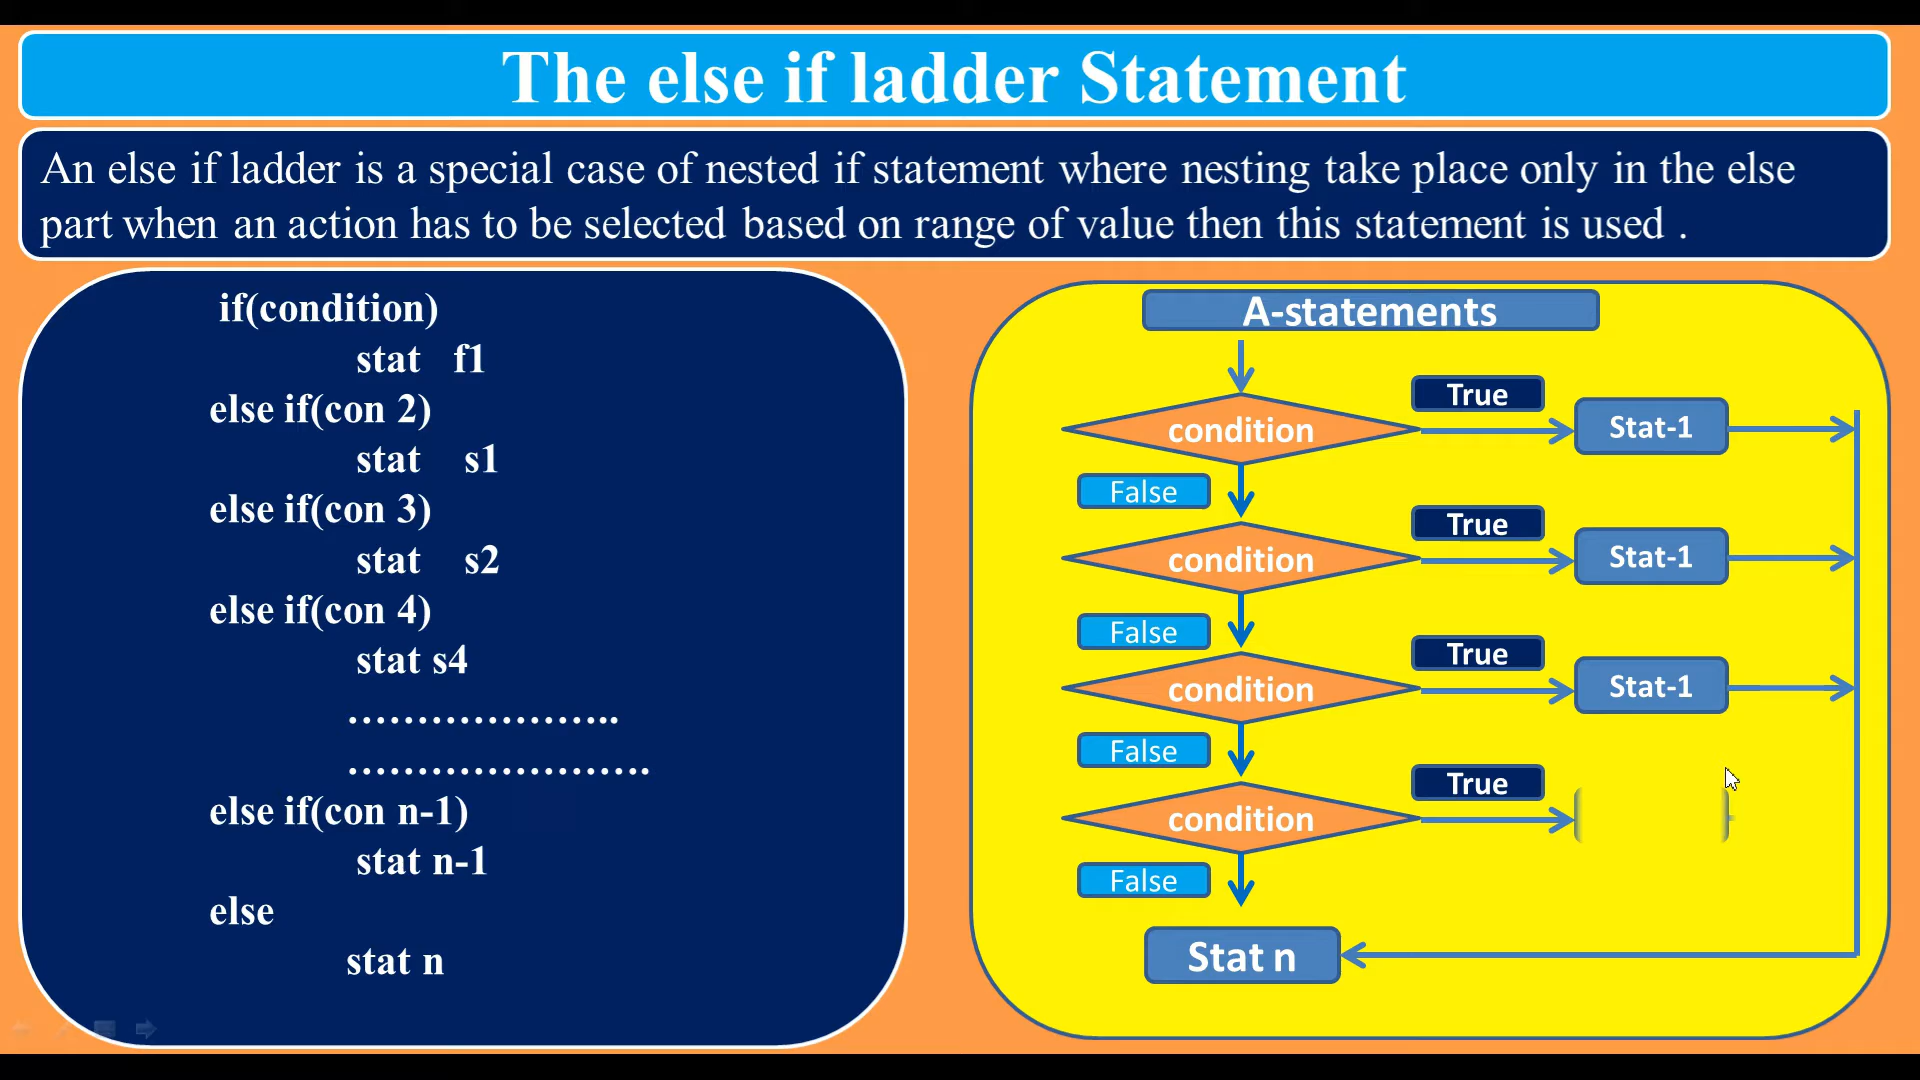 The else if ladder Statement
An else if ladder is a special case of nested if statement where nesting take place only in the else
part when an action has to be selected based on range of value then this statement is used .
if(condition)
stat f1
else if(con 2)
stat s1
else if(con 3)
stat s2
else if(con 4)
stat s4
………………..
………………….
else if(con n-1)
stat n-1
else
stat n
A-statements
True
condition
Stat-1
False
True
condition
Stat-1
False
True
condition
Stat-1
False
True
condition
False
Stat n